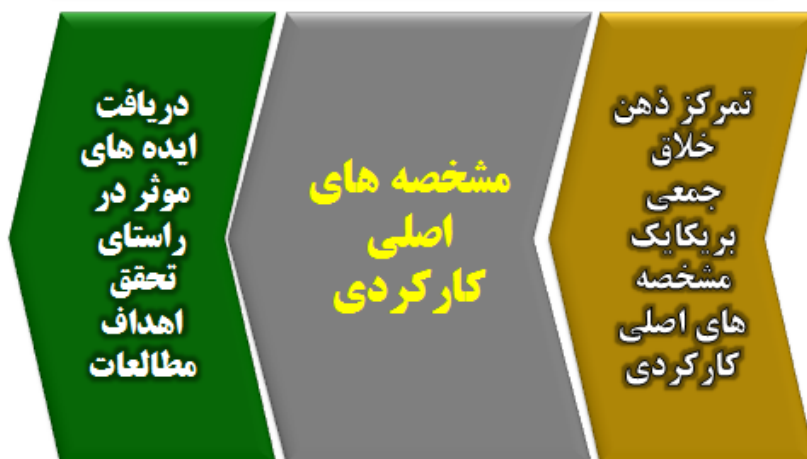 تمرکز ذهن
خلاق
جمعی
بریکایک
مشخصه
های اصلی
کارکردی
مشخصه های
اصلی
کارکردی
دریافت
ایده های
موثر در
راستای
تحقق
اهداف
مطالعات